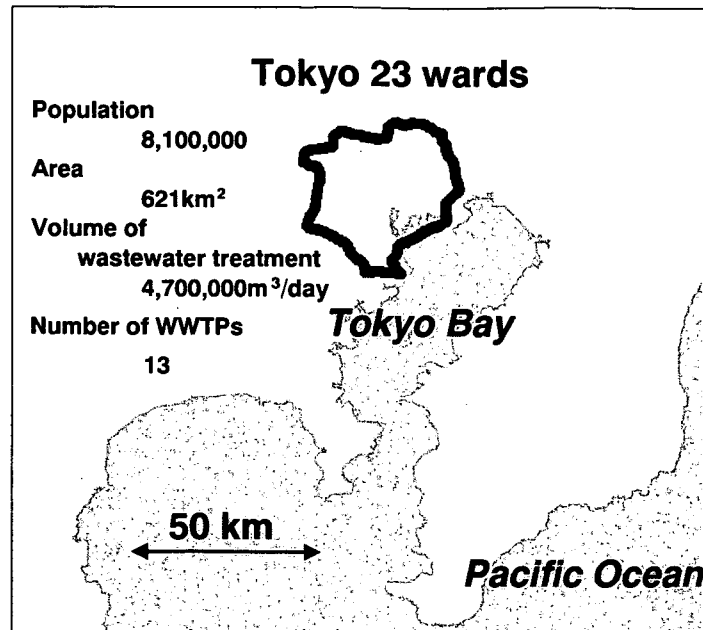 Tokyo 23 wards
Population
8,100,000
Area
621km²
Volume of
wastewater treatment
4,700,000m³/day
Number of WWTPs
13
Tokyo Bay
50 km
Pacific Ocean